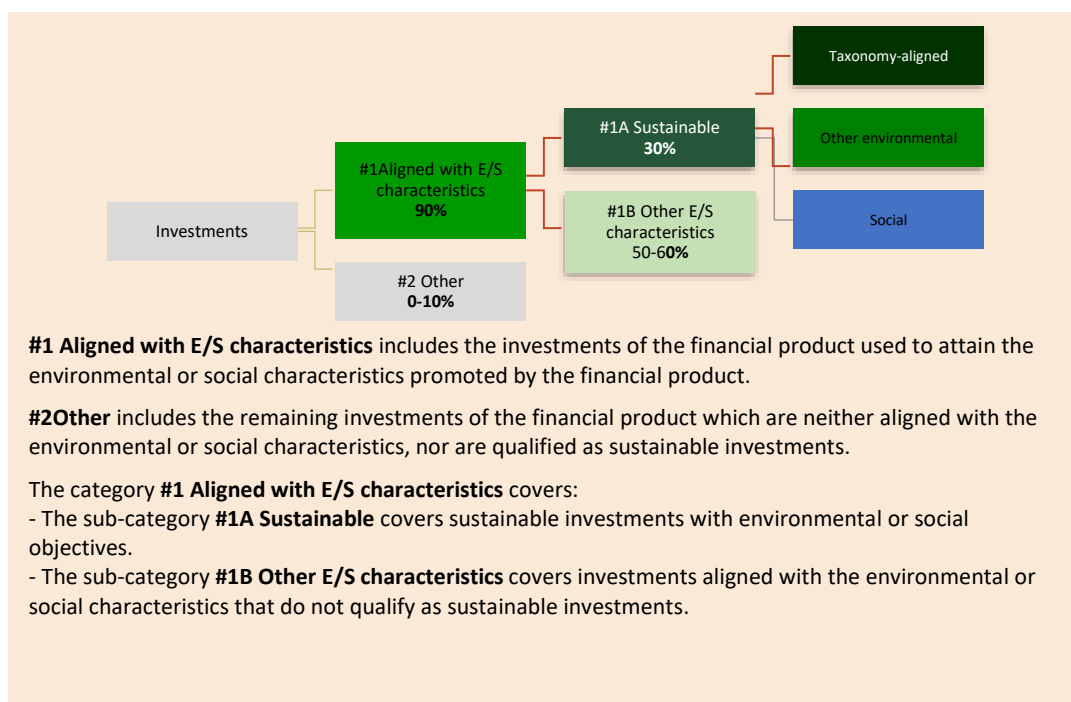 Taxonomy-aligned
#1A Sustainable
30%
Other environmental
#1Aligned with E/S
characteristics
90%
#1B Other E/S
characteristics
50-60%
Social
Investments
#2 Other
0-10%
#1 Aligned with E/S characteristics includes the investments of the financial product used to attain the
environmental or social characteristics promoted by the financial product.
#2Other includes the remaining investments of the financial product which are neither aligned with the
environmental or social characteristics, nor are qualified as sustainable investments.
The category #1 Aligned with E/S characteristics covers:
- The sub-category #1A Sustainable covers sustainable investments with environmental or social
objectives.
- The sub-category #1B Other E/S characteristics covers investments aligned with the environmental or
social characteristics that do not qualify as sustainable investments.